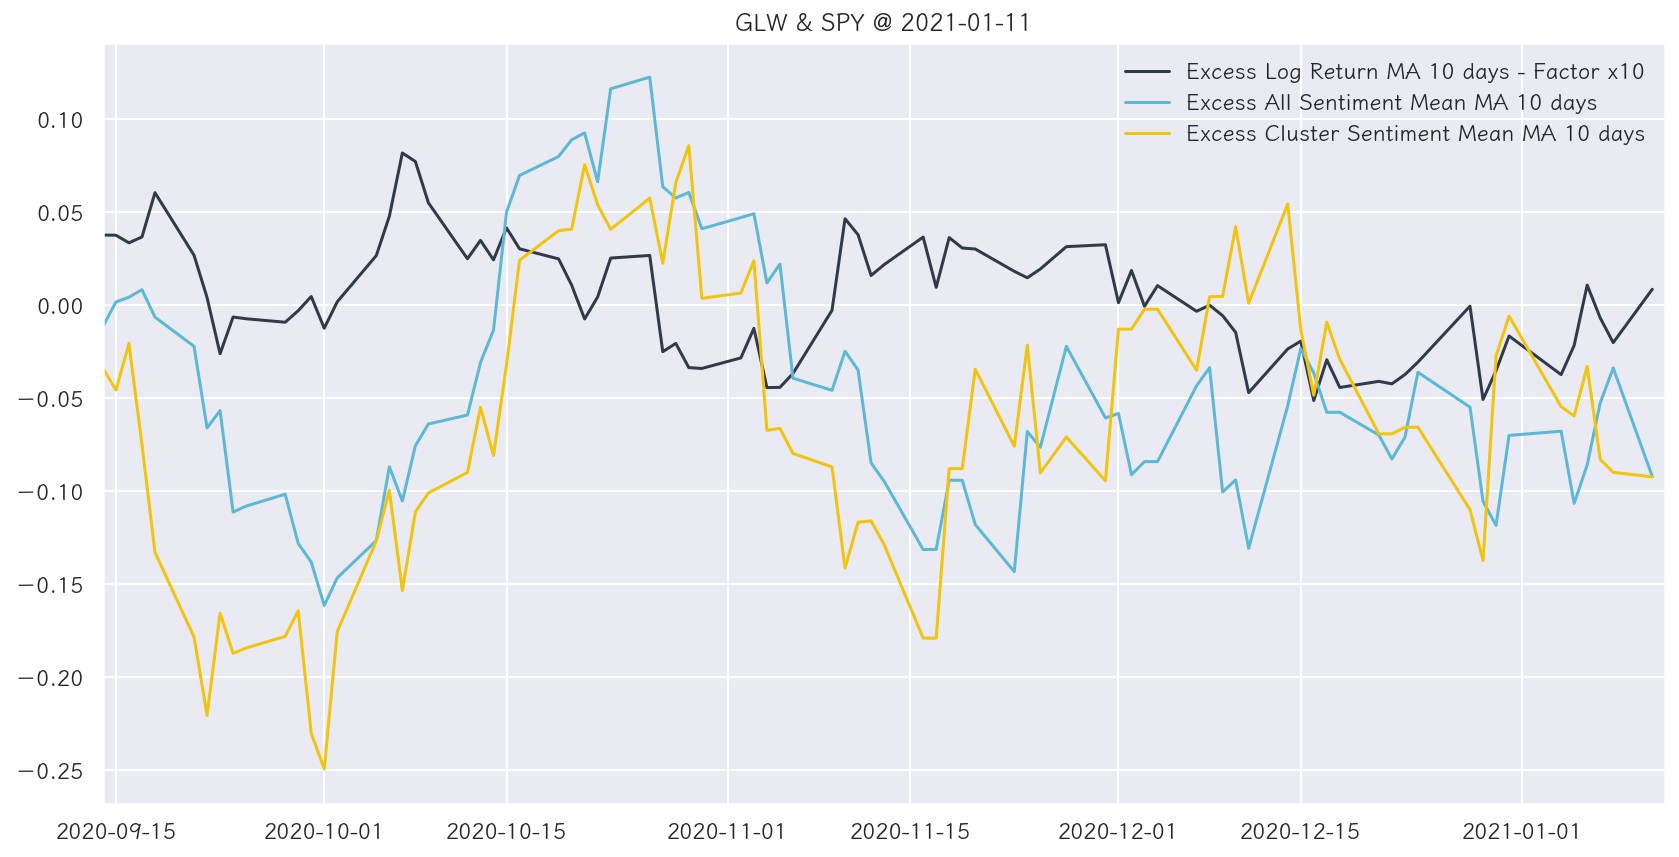 GLW & SPY @ 2021-01-11
Excess Log Return MA 10 days - Factor x10
Excess All Sentiment Mean MA 10 days
Excess Cluster Sentiment Mean MA 10 days
0.10
0.05
0.00
−0.05
−0.10
−0.15
−0.20
−0.25
2020-09-15 2020-10-01 2020-10-15 2020-11-01 2020-11-15 2020-12-01 2020-12-15 2021-01-01